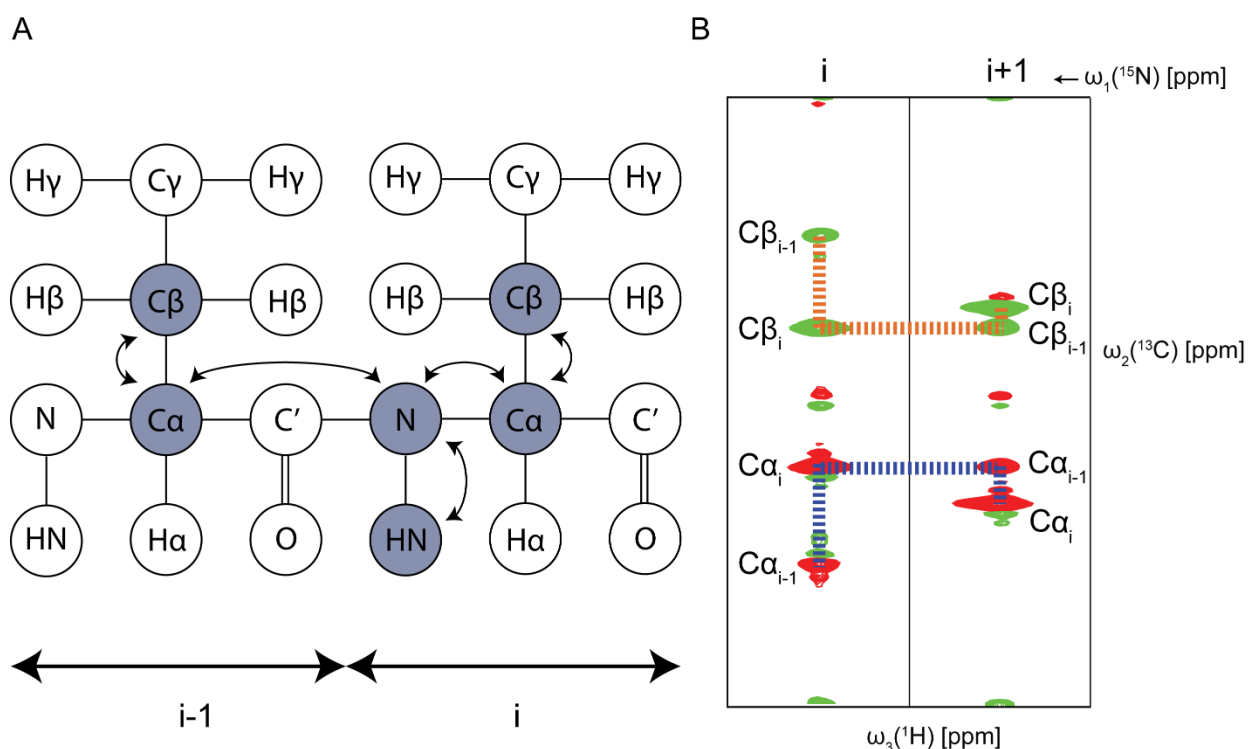 A
B
i
i+1
← ω₁(¹⁵N) [ppm]
Hγ Cγ Hγ Hγ Cγ Hγ
Cβᵢ₋₁
Hβ Cβ Hβ Hβ Cβ Hβ
Cβᵢ
Cβᵢ
Cβᵢ₋₁
ω₂(¹³C) [ppm]
N Cα C′ N Cα C′
Cαᵢ
Cαᵢ₋₁
Cαᵢ
HN Hα O HN Hα O
Cαᵢ₋₁
i-1
i
ω₃(¹H) [ppm]